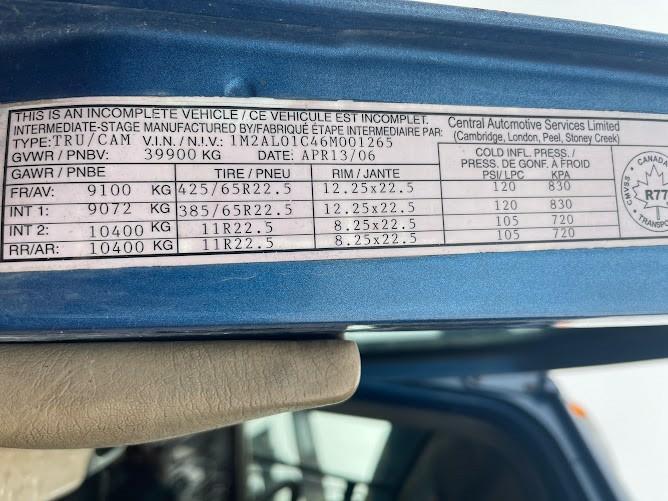 THIS IS AN INCOMPLETE VEHICLE / CE VEHICULE EST INCOMPLET.
INTERMEDIATE-STAGE MANUFACTURED BY/FABRIQUÉ ÉTAPE INTERMEDIAIRE PAR: Central Automotive Services Limited
(Cambridge, London, Peel, Stoney Creek)
TYPE: TRU/CAM V.I.N. / N.I.V.: 1M2AL01C46M001265
GVWR / PNBV: 39900 KG DATE: APR13/06
GAWR / PNBE TIRE / PNEU RIM / JANTE COLD INFL. PRESS. /
PRESS. DE GONF. A FROID
PSI/LPC KPA
FR/AV: 9100 KG 425/65R22.5 12.25x22.5 120 830
INT 1: 9072 KG 385/65R22.5 12.25x22.5 120 830
INT 2: 10400 KG 11R22.5 8.25x22.5 105 720
RR/AR: 10400 KG 11R22.5 8.25x22.5 105 720
CANADA
CMVSS
R77
TRANSPO